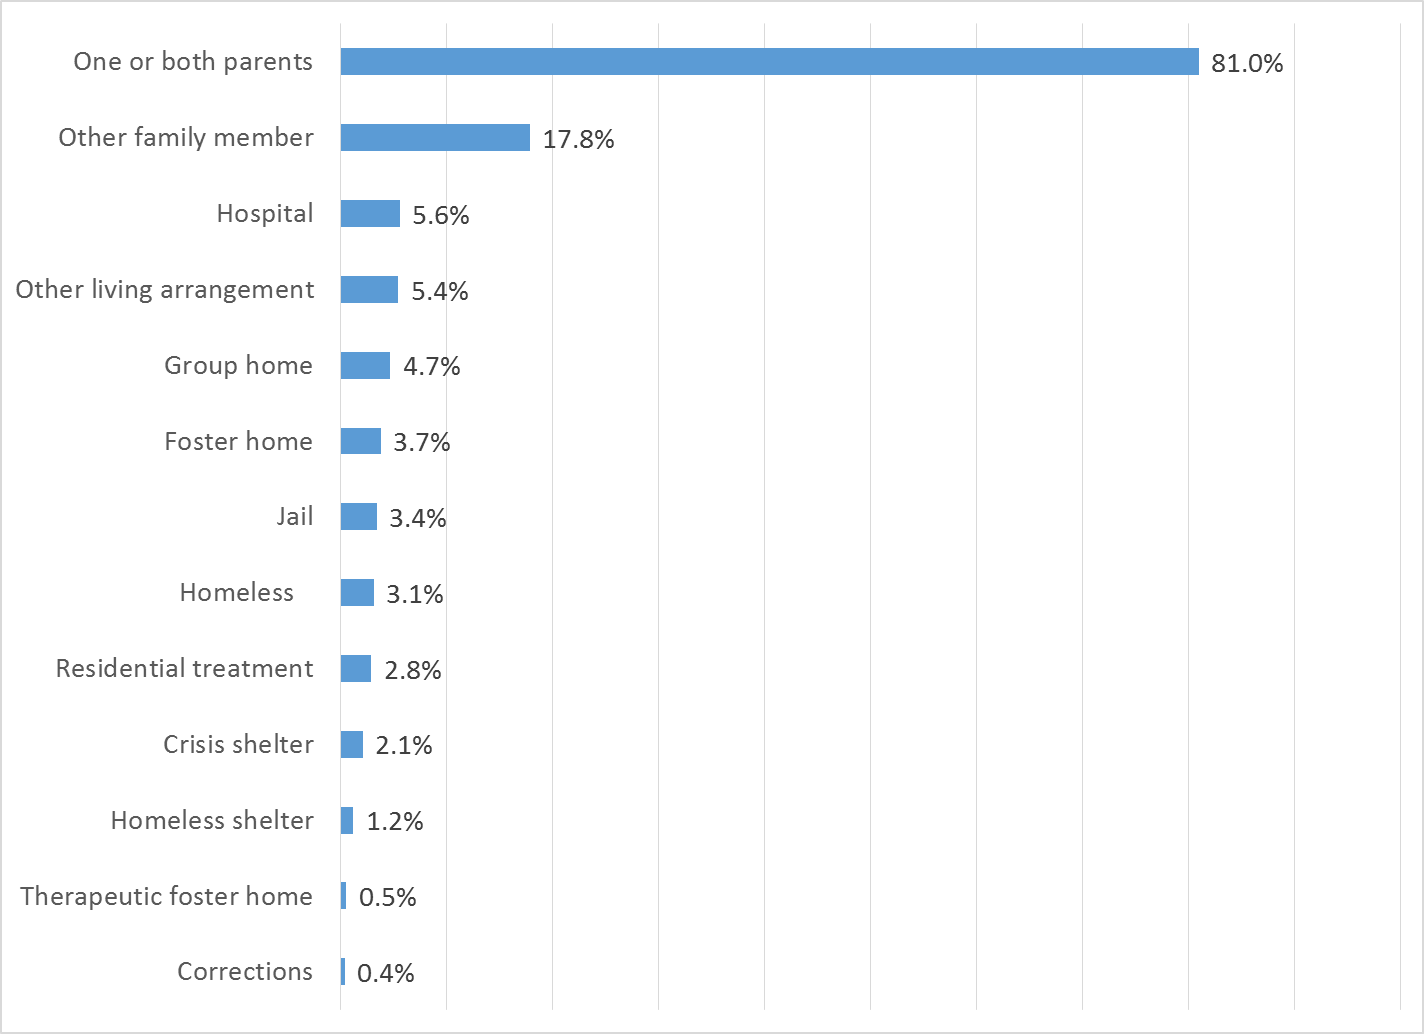 One or both parents 81.0%
Other family member 17.8%
Hospital 5.6%
Other living arrangement 5.4%
Group home 4.7%
Foster home 3.7%
Jail 3.4%
Homeless 3.1%
Residential treatment 2.8%
Crisis shelter 2.1%
Homeless shelter 1.2%
Therapeutic foster home 0.5%
Corrections 0.4%